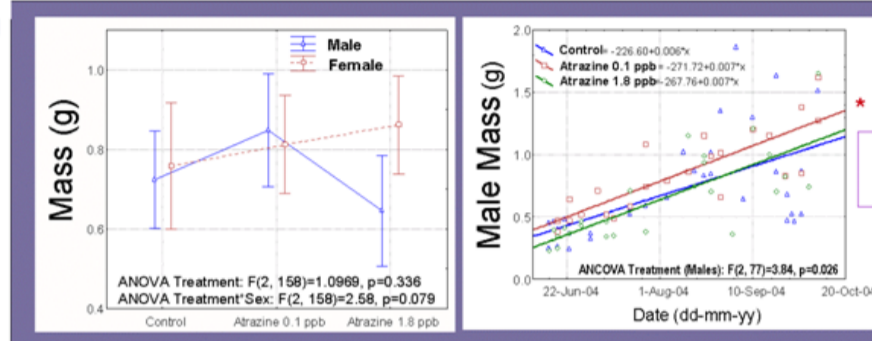 Male
Female
Mass (g)
1.0
0.8
0.6
0.4
ANOVA Treatment: F(2, 158)=1.0969, p=0.336
ANOVA Treatment*Sex: F(2, 158)=2.58, p=0.079
Control
Atrazine 0.1 ppb
Atrazine 1.8 ppb
Male Mass (g)
2.0
1.5
1.0
0.5
0.0
Control= -226.60+0.006*x
Atrazine 0.1 ppb = -271.72+0.007*x
Atrazine 1.8 ppb=-267.76+0.007*x
ANCOVA Treatment (Males): F(2, 77)=3.84, p=0.026
22-Jun-04
1-Aug-04
10-Sep-04
20-Oct-04
Date (dd-mm-yy)